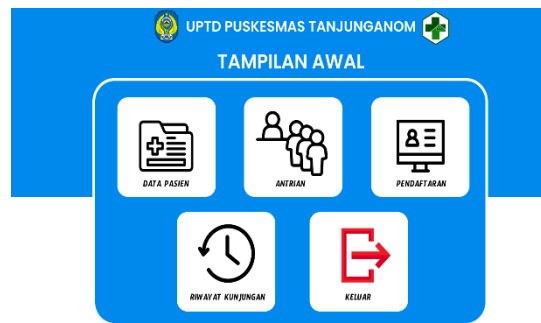 UPTD PUSKESMAS TANJUNGANOM
TAMPILAN AWAL
DATA PASIEN
ANTRIAN
PENDAFTARAN
RIWAYAT KUNJUNGAN
KELUAR